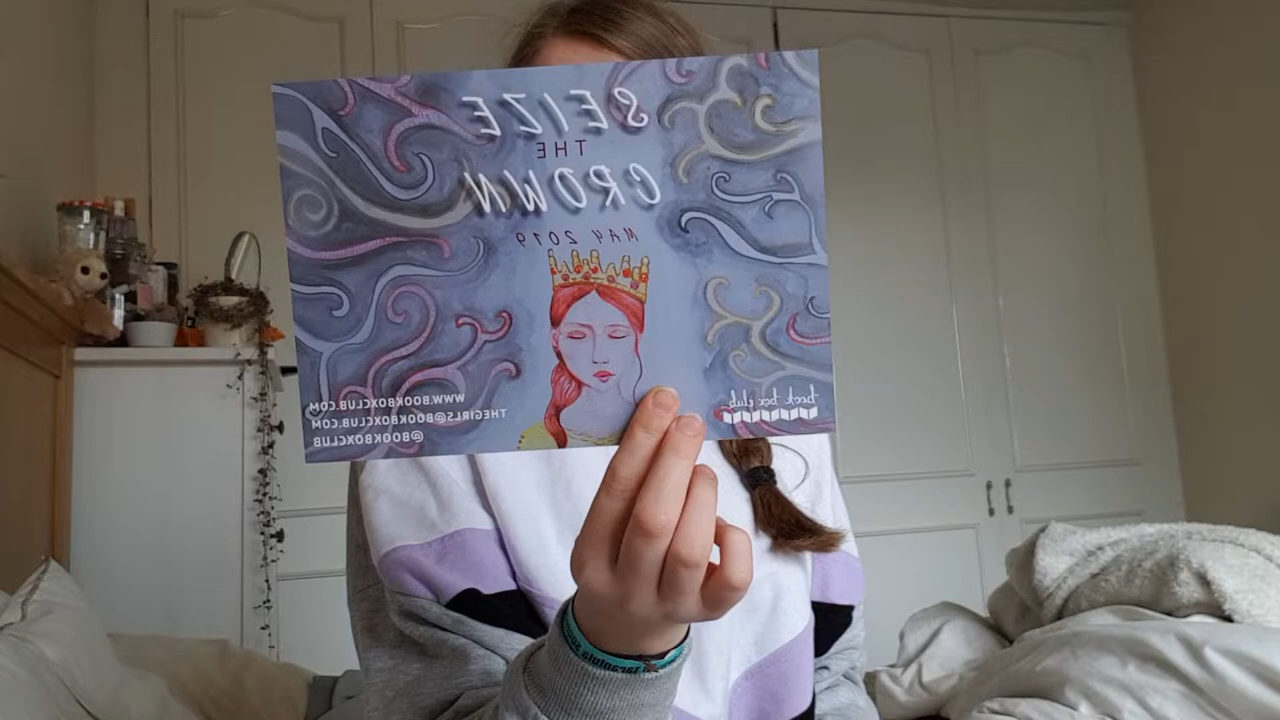 SEIZE
THE
CROWN
MAY 2019
WWW.BOOKBOXCLUB.COM
THEGIRLS@BOOKBOXCLUB.COM
@BOOKBOXCLUB
book box club